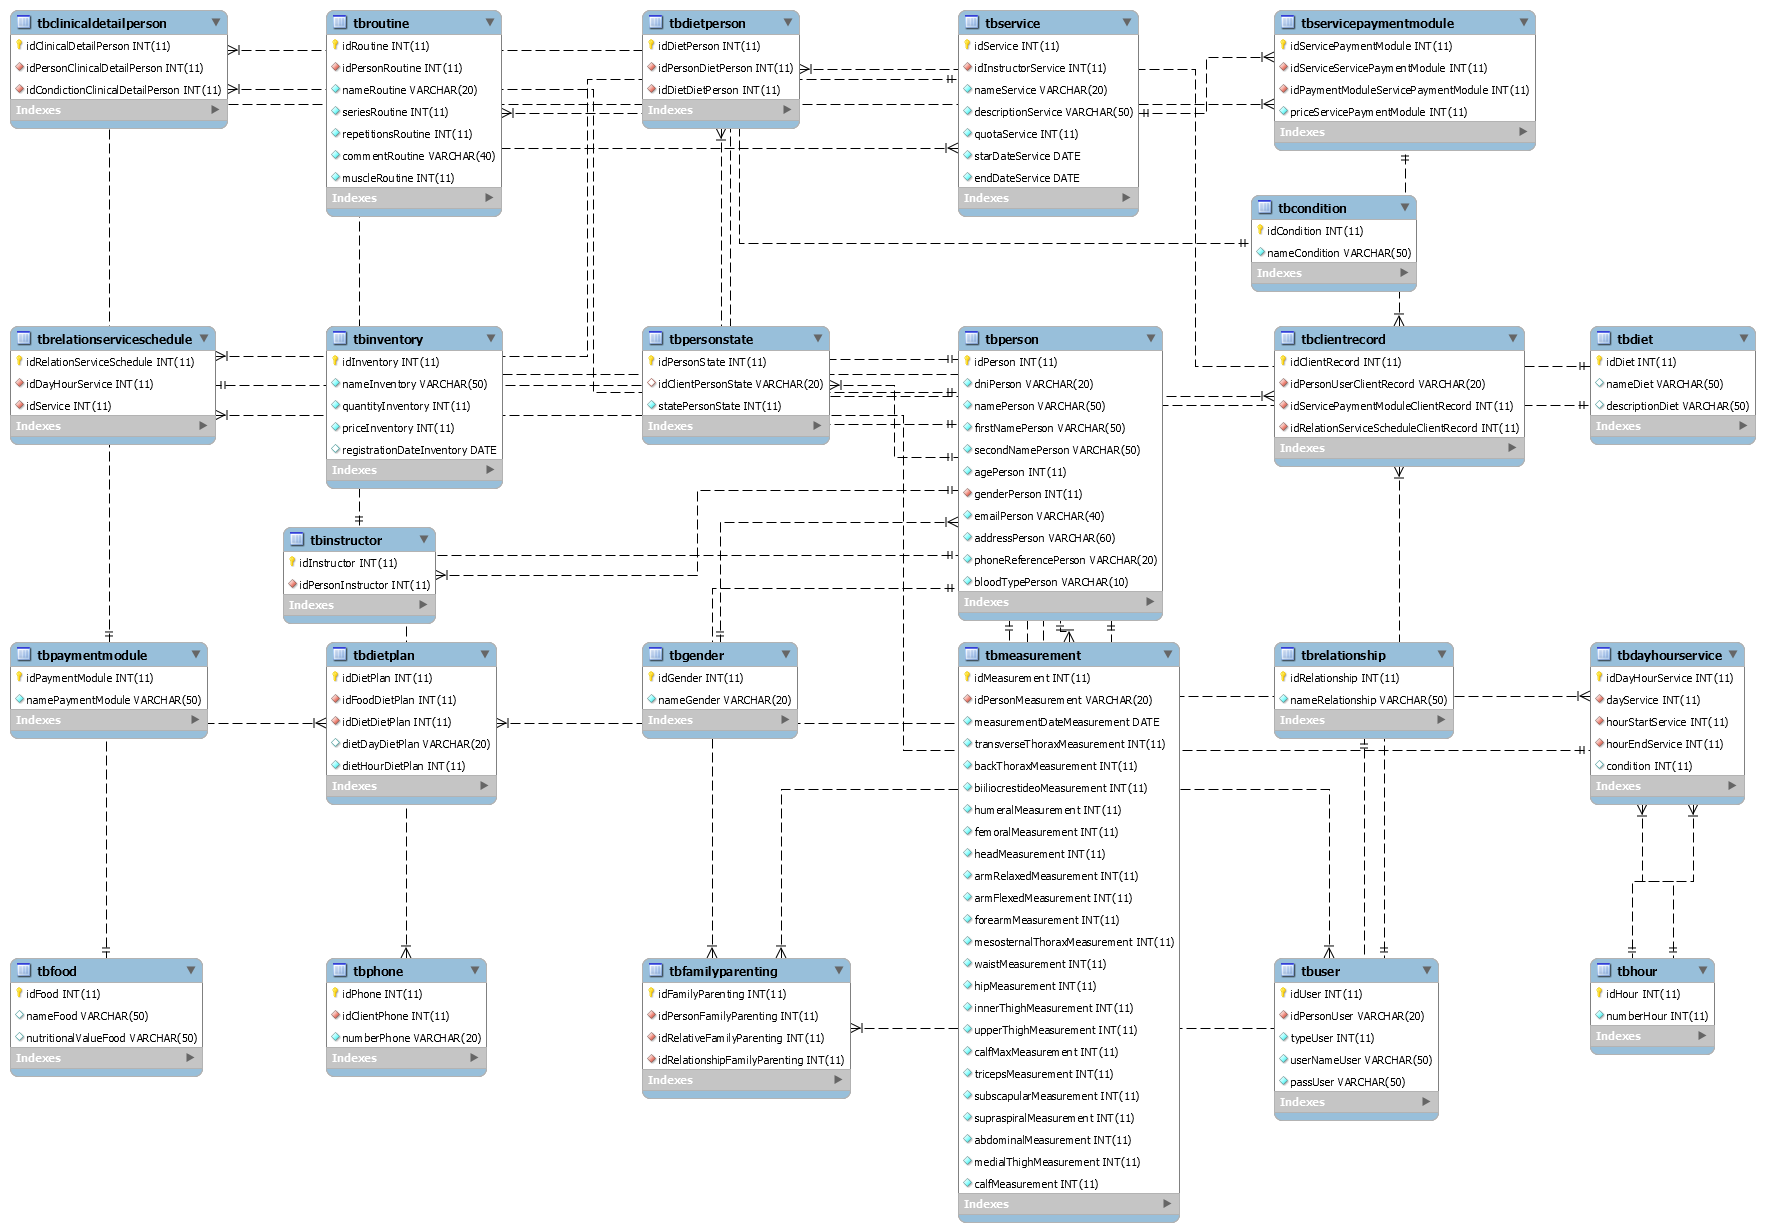 tbclinicaldetailperson
idClinicalDetailPerson INT(11)
idPersonClinicalDetailPerson INT(11)
idCondictionClinicalDetailPerson INT(11)
Indexes
tbroutine
idRoutine INT(11)
idPersonRoutine INT(11)
nameRoutine VARCHAR(20)
seriesRoutine INT(11)
repetitionsRoutine INT(11)
commentRoutine VARCHAR(40)
muscleRoutine INT(11)
Indexes
tbdietperson
idDietPerson INT(11)
idPersonDietPerson INT(11)
idDietDietPerson INT(11)
Indexes
tbservice
idService INT(11)
idInstructorService INT(11)
nameService VARCHAR(20)
descriptionService VARCHAR(50)
quotaService INT(11)
starDateService DATE
endDateService DATE
Indexes
tbservicepaymentmodule
idServicePaymentModule INT(11)
idServiceServicePaymentModule INT(11)
idPaymentModuleServicePaymentModule INT(11)
priceServicePaymentModule INT(11)
Indexes
tbcondition
idCondition INT(11)
nameCondition VARCHAR(50)
Indexes
tbrelationserviceschedule
idRelationServiceSchedule INT(11)
idDayHourService INT(11)
idService INT(11)
Indexes
tbinventory
idInventory INT(11)
nameInventory VARCHAR(50)
quantityInventory INT(11)
priceInventory INT(11)
registrationDateInventory DATE
Indexes
tbpersonstate
idPersonState INT(11)
idClientPersonState VARCHAR(20)
statePersonState INT(11)
Indexes
tbperson
idPerson INT(11)
dniPerson VARCHAR(20)
namePerson VARCHAR(50)
firstNamePerson VARCHAR(50)
secondNamePerson VARCHAR(50)
agePerson INT(11)
genderPerson INT(11)
emailPerson VARCHAR(40)
addressPerson VARCHAR(60)
phoneReferencePerson VARCHAR(20)
bloodTypePerson VARCHAR(10)
Indexes
tbclientrecord
idClientRecord INT(11)
idPersonUserClientRecord VARCHAR(20)
idServicePaymentModuleClientRecord INT(11)
idRelationServiceScheduleClientRecord INT(11)
Indexes
tbdiet
idDiet INT(11)
nameDiet VARCHAR(50)
descriptionDiet VARCHAR(50)
Indexes
tbinstructor
idInstructor INT(11)
idPersonInstructor INT(11)
Indexes
tbpaymentmodule
idPaymentModule INT(11)
namePaymentModule VARCHAR(50)
Indexes
tbdietplan
idDietPlan INT(11)
idFoodDietPlan INT(11)
idDietDietPlan INT(11)
dietDayDietPlan VARCHAR(20)
dietHourDietPlan INT(11)
Indexes
tbgender
idGender INT(11)
nameGender VARCHAR(20)
Indexes
tbmeasurement
idMeasurement INT(11)
idPersonMeasurement VARCHAR(20)
measurementDateMeasurement DATE
transverseThoraxMeasurement INT(11)
backThoraxMeasurement INT(11)
biiliocrestideoMeasurement INT(11)
humeralMeasurement INT(11)
femoralMeasurement INT(11)
headMeasurement INT(11)
armRelaxedMeasurement INT(11)
armFlexedMeasurement INT(11)
forearmMeasurement INT(11)
mesosternalThoraxMeasurement INT(11)
waistMeasurement INT(11)
hipMeasurement INT(11)
innerThighMeasurement INT(11)
upperThighMeasurement INT(11)
calfMaxMeasurement INT(11)
tricepsMeasurement INT(11)
subscapularMeasurement INT(11)
supraspiralMeasurement INT(11)
abdominalMeasurement INT(11)
medialThighMeasurement INT(11)
calfMeasurement INT(11)
Indexes
tbrelationship
idRelationship INT(11)
nameRelationship VARCHAR(50)
Indexes
tbdayhourservice
idDayHourService INT(11)
dayService INT(11)
hourStartService INT(11)
hourEndService INT(11)
condition INT(11)
Indexes
tbfood
idFood INT(11)
nameFood VARCHAR(50)
nutritionalValueFood VARCHAR(50)
Indexes
tbphone
idPhone INT(11)
idClientPhone INT(11)
numberPhone VARCHAR(20)
Indexes
tbfamilyparenting
idFamilyParenting INT(11)
idPersonFamilyParenting INT(11)
idRelativeFamilyParenting INT(11)
idRelationshipFamilyParenting INT(11)
Indexes
tbuser
idUser INT(11)
idPersonUser VARCHAR(20)
typeUser INT(11)
userNameUser VARCHAR(50)
passUser VARCHAR(50)
Indexes
tbhour
idHour INT(11)
numberHour INT(11)
Indexes